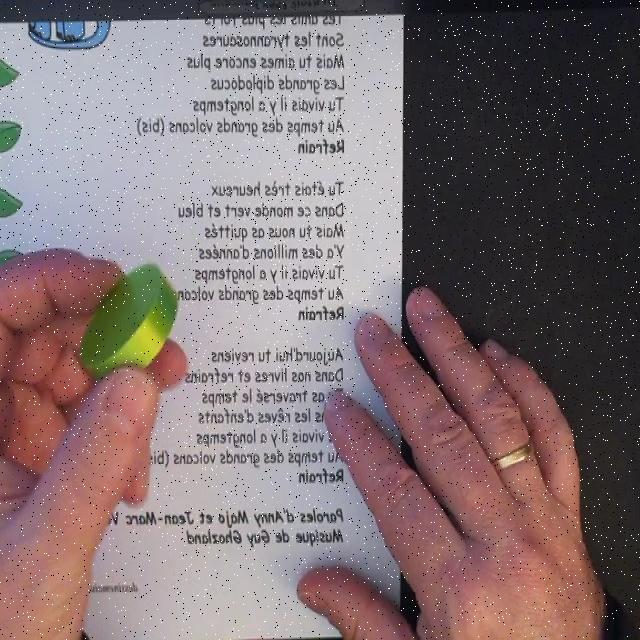 Tes amis les plus forts
Sont les tyrannosaures
Mais tu aimes encore plus
Les grands diplodocus
Tu vivais il y a longtemps
Au temps des grands volcans (bis)
Refrain
Tu étais très heureux
Dans ce monde vert et bleu
Mais tu nous as quittés
Y'a des millions d'années
Tu vivais il y a longtemps
Au temps des grands volcan
Refrain
Aujourd'hui tu reviens
Dans nos livres et refrains
as traversé le temps
les rêves d'enfants
vivais il y a longtemps
Au temps des grands volcans (bis
Refrain
Paroles d'Anny Majo et Jean-Marc V
Musique de Guy Ghozland